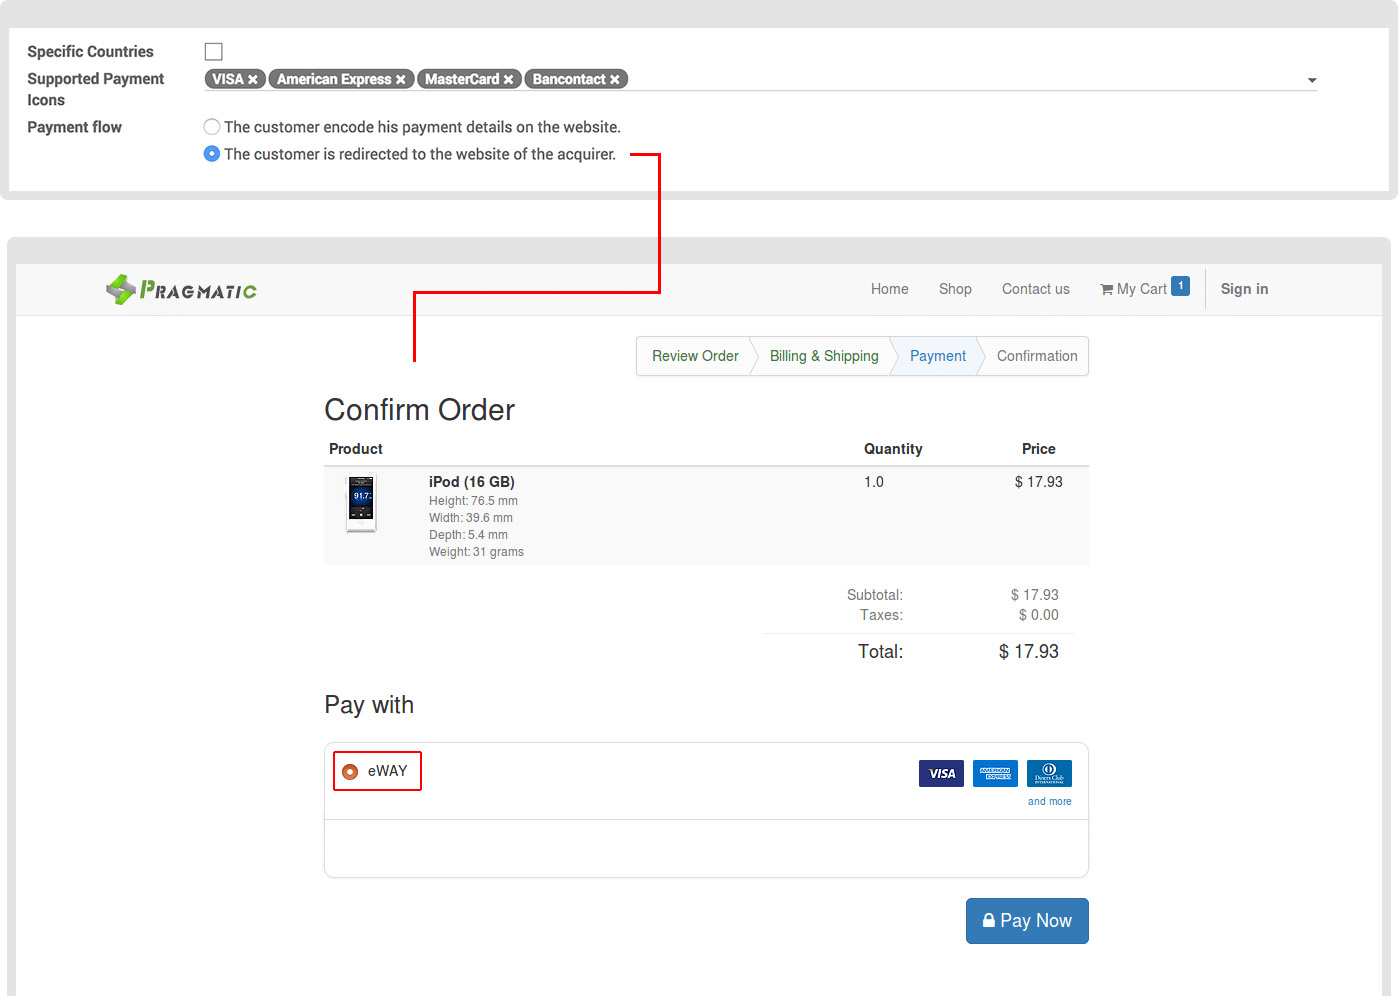 Specific Countries
Supported Payment Icons
VISA ✖ American Express ✖ MasterCard ✖ Bancontact ✖
Payment flow
The customer encode his payment details on the website.
The customer is redirected to the website of the acquirer.
PRAGMATIC
Home Shop Contact us My Cart 1 Sign in
Review Order Billing & Shipping Payment Confirmation
Confirm Order
Product Quantity Price
91.7
iPod (16 GB) 1.0 $ 17.93
Height: 76.5 mm
Width: 39.6 mm
Depth: 5.4 mm
Weight: 31 grams
Subtotal: $ 17.93
Taxes: $ 0.00
Total: $ 17.93
Pay with
eWAY VISA AMERICAN EXPRESS Diners Club INTERNATIONAL
and more
Pay Now